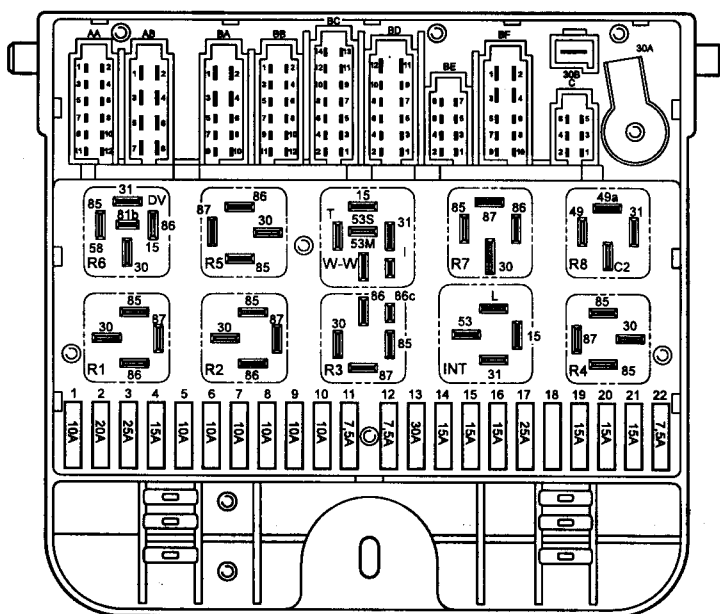 AA AB BA BB BC BD BE BF 30B C 30A
31 DV 85 81b 86 58 15 30 R6
86 87 30 85 R5
15 T 53S 31 53M I W-W
85 87 86 30 R7
49a 49 31 C2 R8
85 30 87 86 R1
85 30 87 86 R2
86 86c 30 85 87 R3
L 53 15 31 INT
85 87 30 85 R4
1 2 3 4 5 6 7 8 9 10 11 12 13 14 15 16 17 18 19 20 21 22
10A 20A 25A 15A 10A 10A 10A 10A 10A 10A 7,5A 7,5A 30A 15A 15A 15A 25A 15A 15A 15A 7,5A